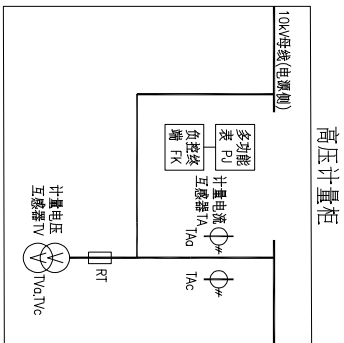 高压计量柜
10kV母线(电源侧)
多功能
表 PJ
负控终
端 FK
计量电流
互感器TA
TAa
TAc
RT
计量电压
互感器TV
TVa,TVc